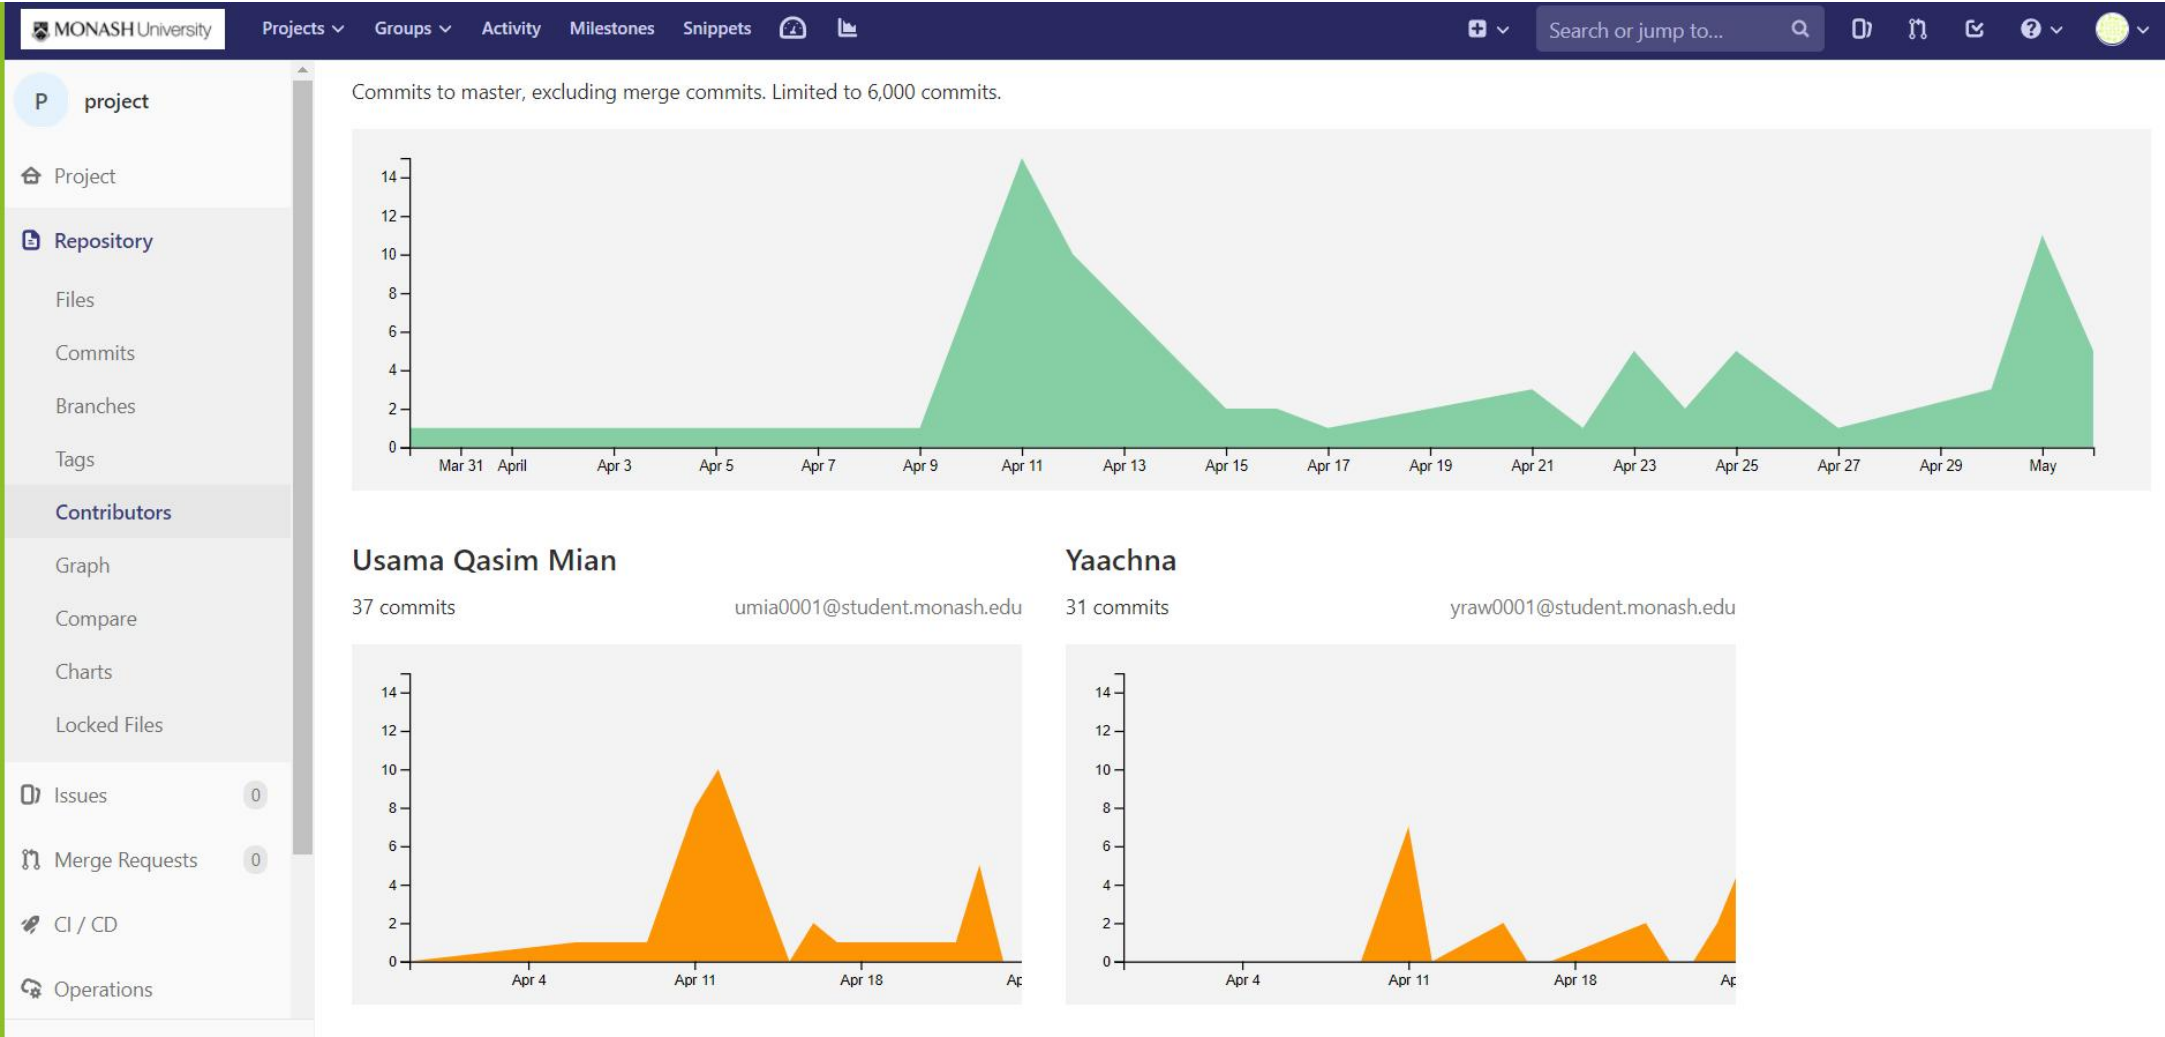 MONASH University
Projects Groups Activity Milestones Snippets Search or jump to...
P project
Project
Repository
Files
Commits
Branches
Tags
Contributors
Graph
Compare
Charts
Locked Files
Issues 0
Merge Requests 0
CI / CD
Operations
Commits to master, excluding merge commits. Limited to 6,000 commits.
14
12
10
8
6
4
2
0
Mar 31 April Apr 3 Apr 5 Apr 7 Apr 9 Apr 11 Apr 13 Apr 15 Apr 17 Apr 19 Apr 21 Apr 23 Apr 25 Apr 27 Apr 29 May
Usama Qasim Mian
37 commits umia0001@student.monash.edu
14
12
10
8
6
4
2
0
Apr 4 Apr 11 Apr 18 Ap
Yaachna
31 commits yraw0001@student.monash.edu
14
12
10
8
6
4
2
0
Apr 4 Apr 11 Apr 18 Ap